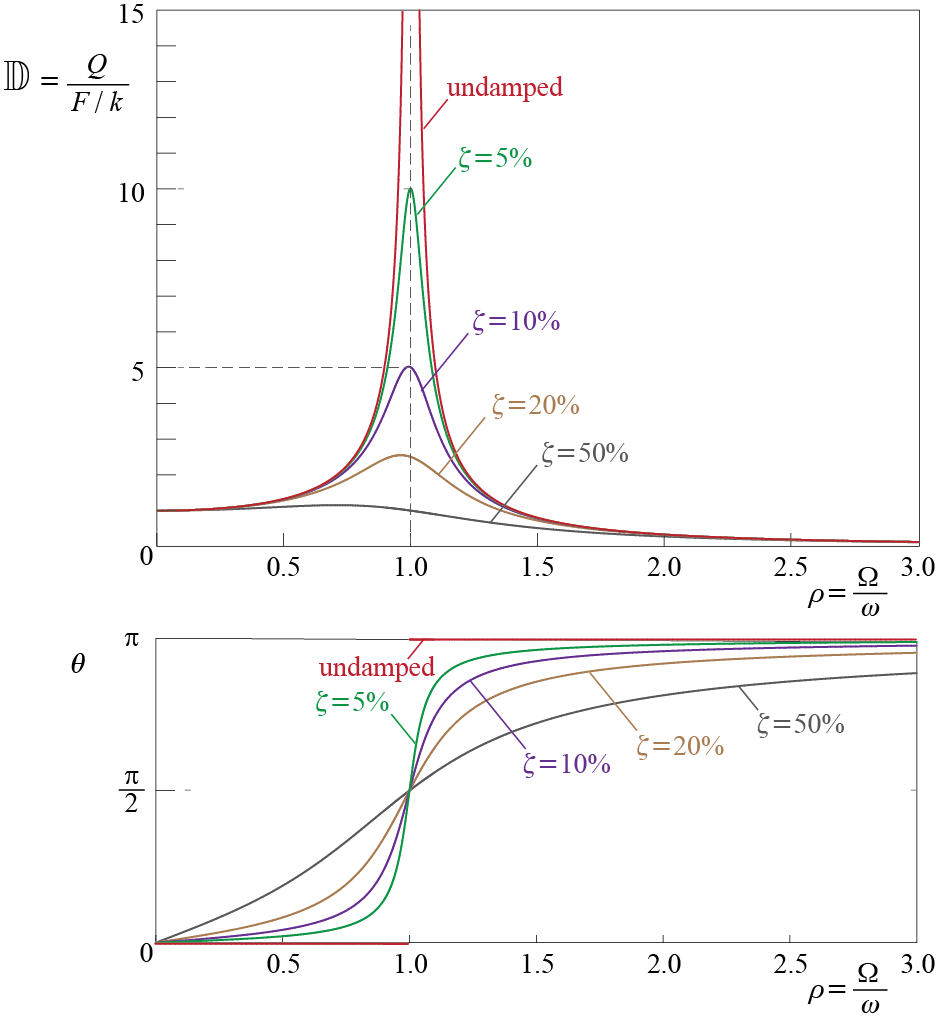 15
𝔻 = Q / F / k
undamped
ζ=5%
10
ζ=10%
5
ζ=20%
ζ=50%
0
0.5 1.0 1.5 2.0 2.5 3.0
ρ = Ω / ω
π
θ
undamped
ζ=5%
ζ=50%
ζ=20%
ζ=10%
π / 2
0
0.5 1.0 1.5 2.0 2.5 3.0
ρ = Ω / ω